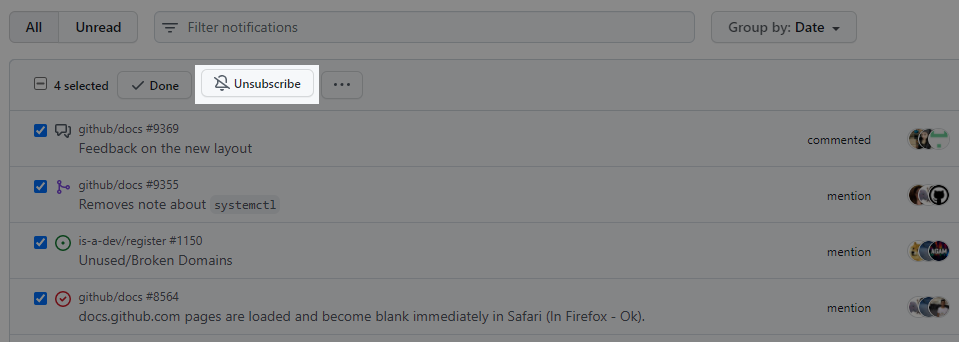 All Unread Filter notifications Group by: Date
4 selected Done Unsubscribe ...
github/docs #9369
Feedback on the new layout commented
github/docs #9355
Removes note about systemctl mention
is-a-dev/register #1150
Unused/Broken Domains mention
github/docs #8564
docs.github.com pages are loaded and become blank immediately in Safari (In Firefox - Ok). mention